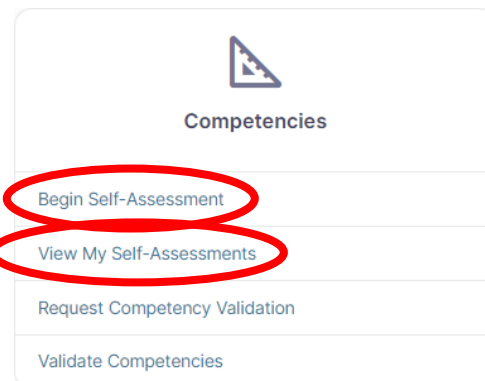 Competencies
Begin Self-Assessment
View My Self-Assessments
Request Competency Validation
Validate Competencies